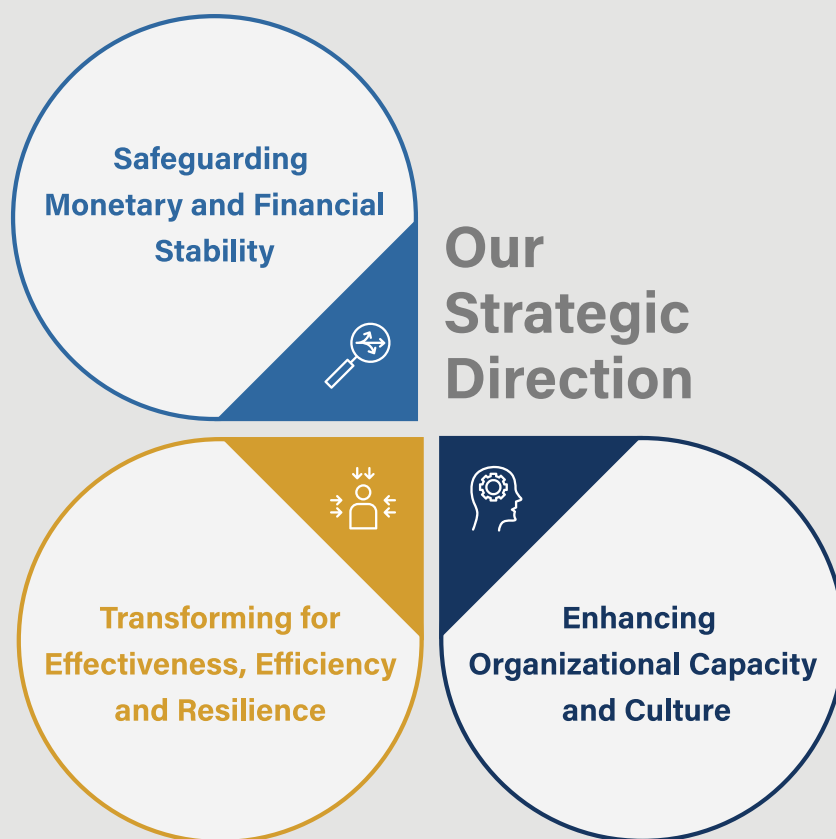 Safeguarding
Monetary and Financial
Stability
Our
Strategic
Direction
Transforming for
Effectiveness, Efficiency
and Resilience
Enhancing
Organizational Capacity
and Culture